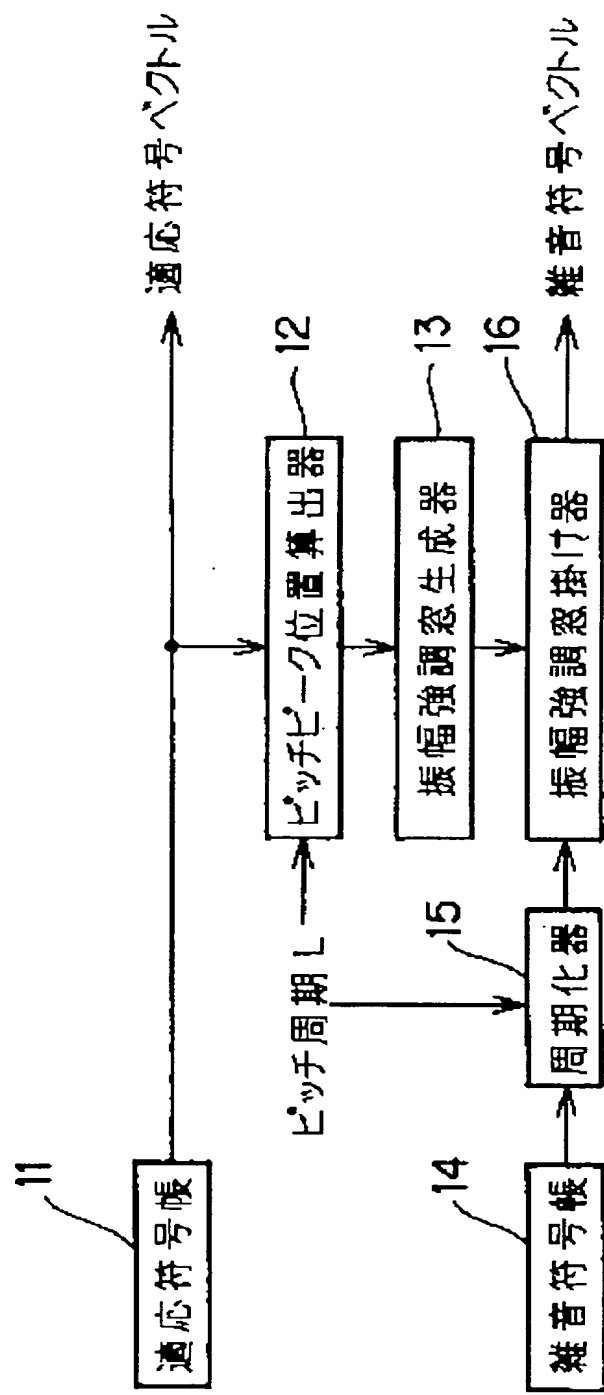 11
適応符号帳
適応符号ベクトル
12
ピッチ周期L
ピッチピーク位置算出器
13
振幅強調窓生成器
14
雑音符号帳
15
周期化器
16
振幅強調窓掛け器
雑音符号ベクトル